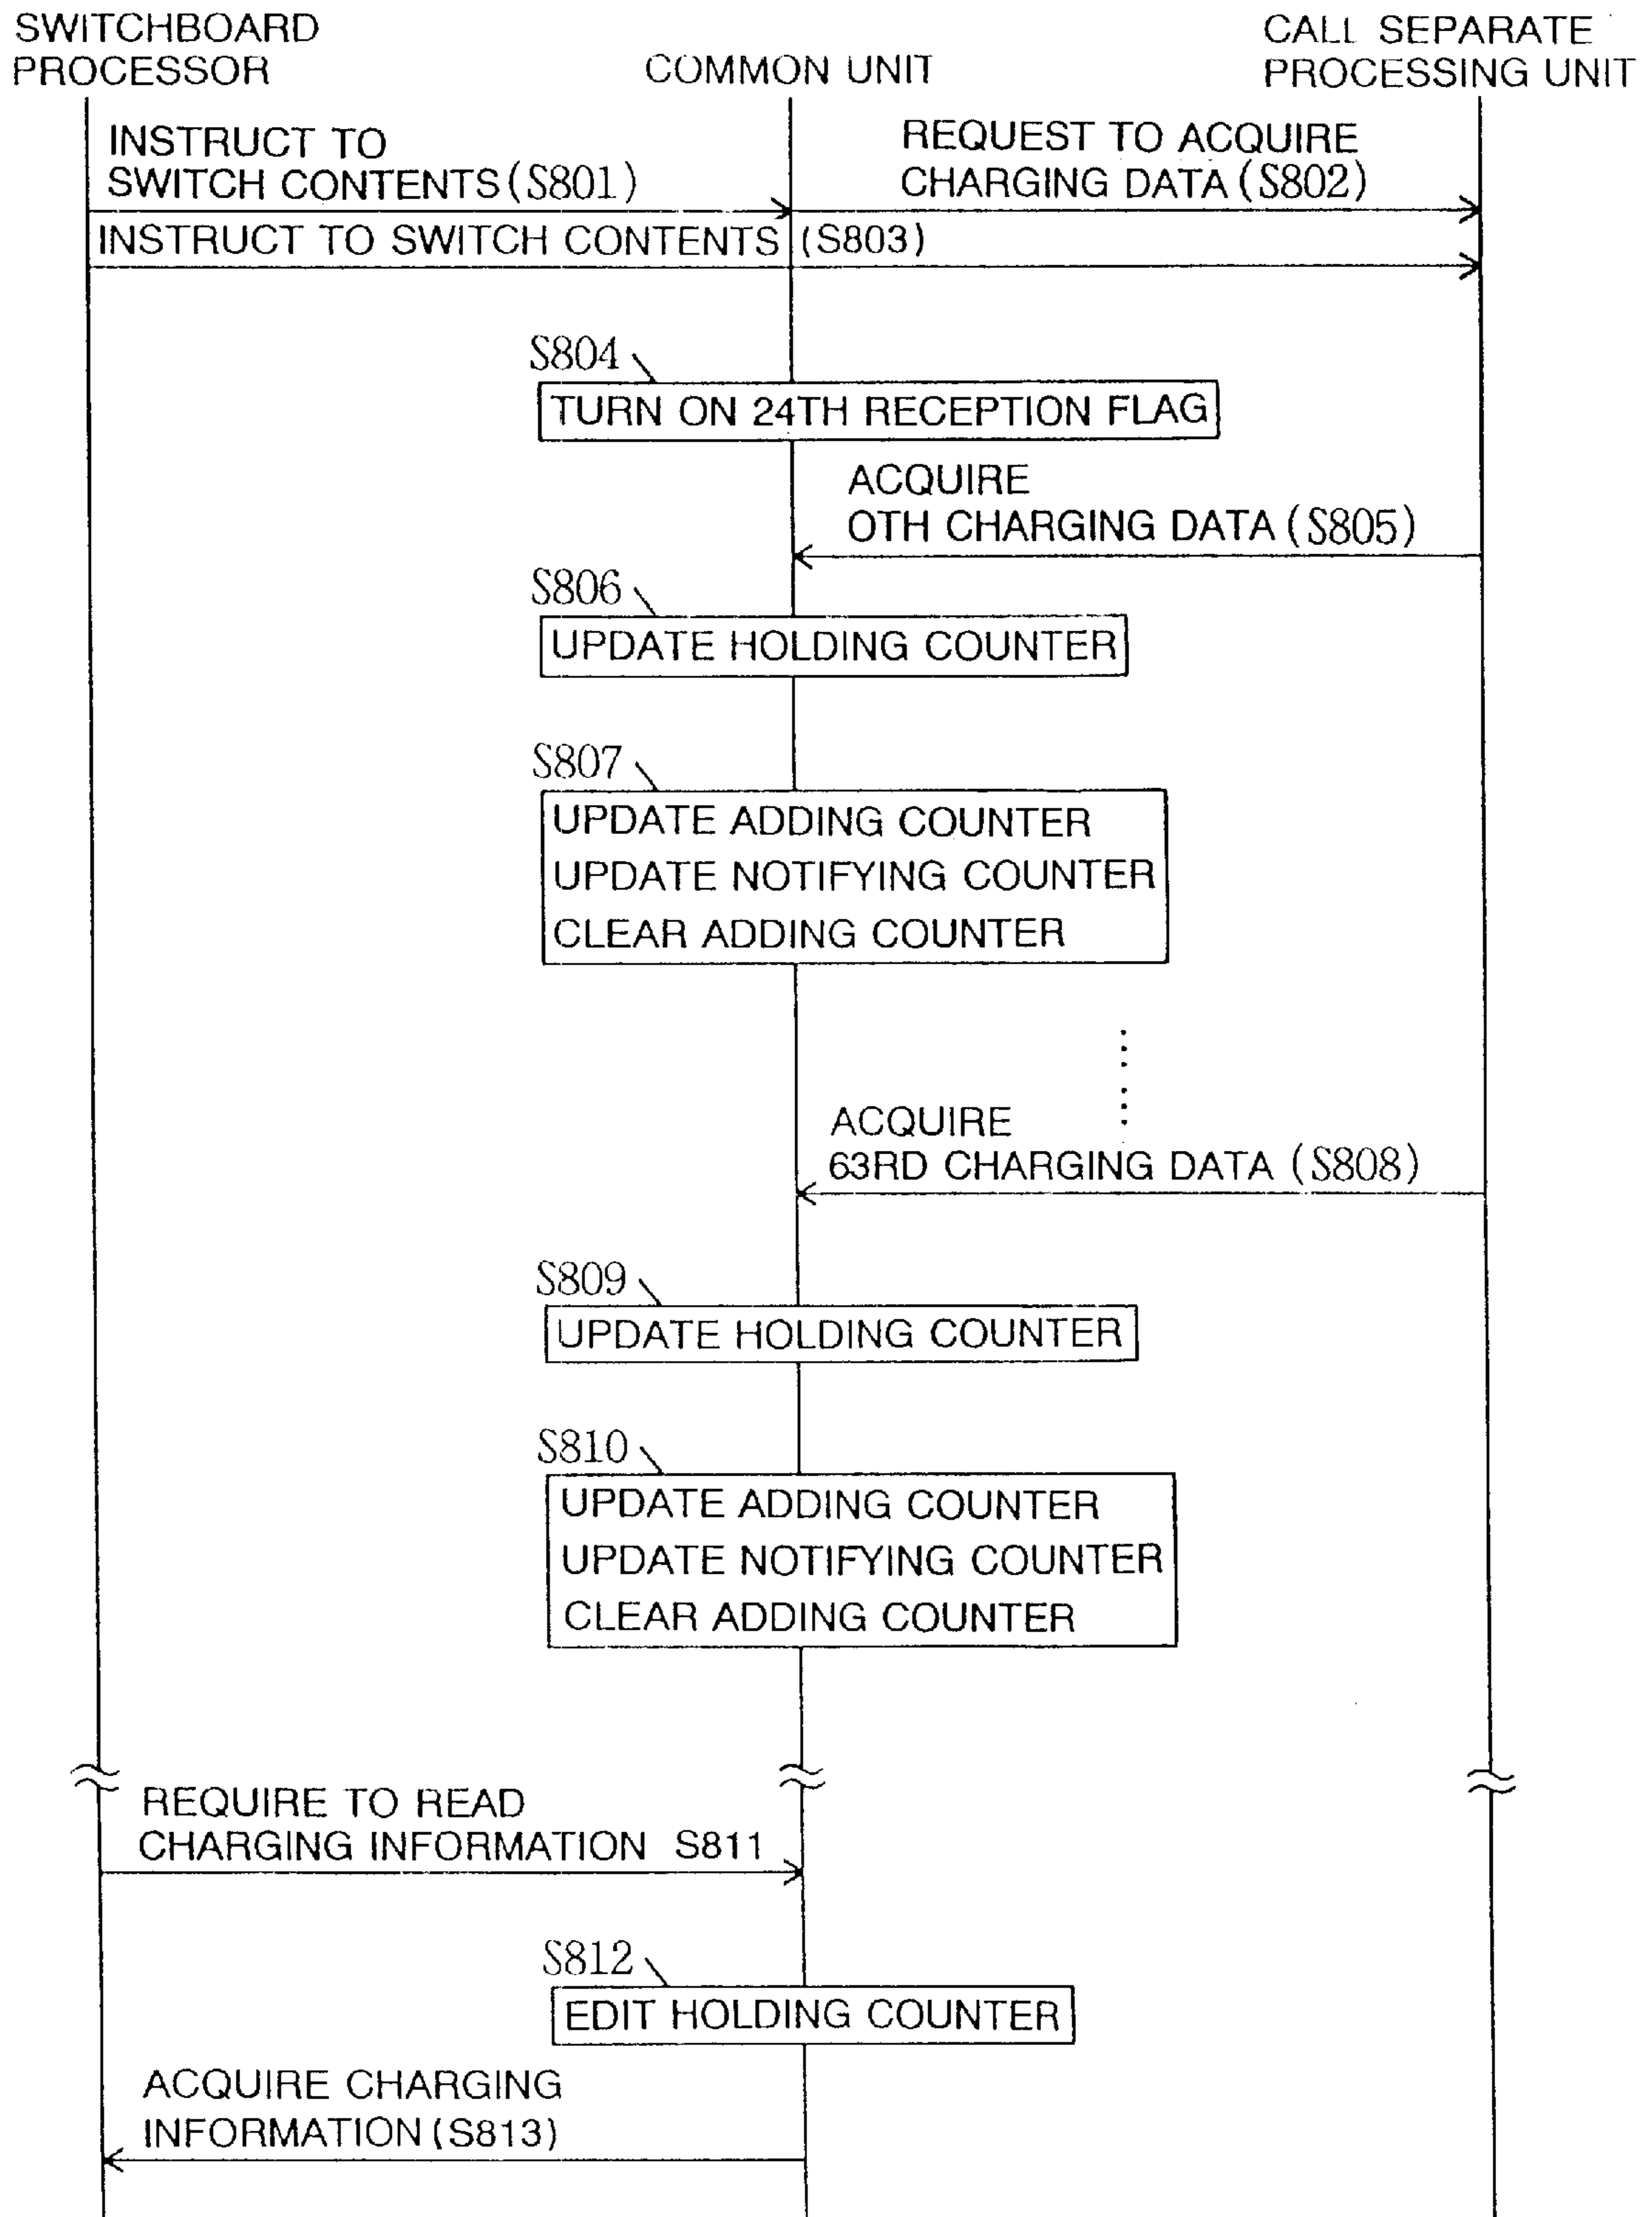 SWITCHBOARD
PROCESSOR
COMMON UNIT
CALL SEPARATE
PROCESSING UNIT
INSTRUCT TO
SWITCH CONTENTS (S801)
REQUEST TO ACQUIRE
CHARGING DATA (S802)
INSTRUCT TO SWITCH CONTENTS (S803)
S804
TURN ON 24TH RECEPTION FLAG
ACQUIRE
OTH CHARGING DATA (S805)
S806
UPDATE HOLDING COUNTER
S807
UPDATE ADDING COUNTER
UPDATE NOTIFYING COUNTER
CLEAR ADDING COUNTER
ACQUIRE
63RD CHARGING DATA (S808)
S809
UPDATE HOLDING COUNTER
S810
UPDATE ADDING COUNTER
UPDATE NOTIFYING COUNTER
CLEAR ADDING COUNTER
REQUIRE TO READ
CHARGING INFORMATION S811
S812
EDIT HOLDING COUNTER
ACQUIRE CHARGING
INFORMATION (S813)